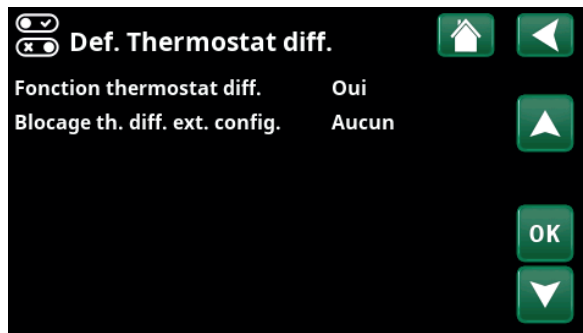 Def. Thermostat diff.
Fonction thermostat diff. Oui
Blocage th. diff. ext. config. Aucun
OK